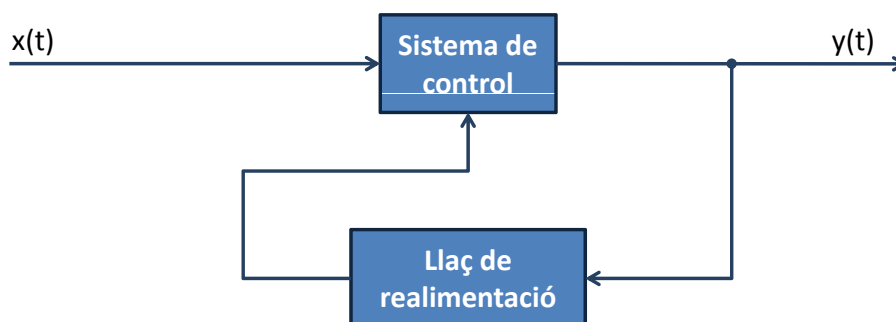 x(t)
Sistema de
control
y(t)
Llaç de
realimentació